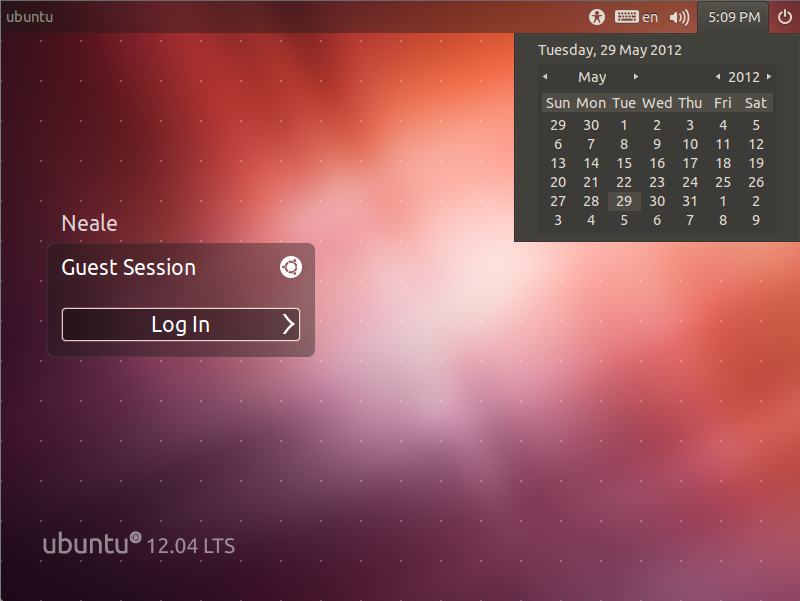 ubuntu
en
5:09 PM
Tuesday, 29 May 2012
May 2012
Sun Mon Tue Wed Thu Fri Sat
29 30 1 2 3 4 5
6 7 8 9 10 11 12
13 14 15 16 17 18 19
20 21 22 23 24 25 26
27 28 29 30 31 1 2
3 4 5 6 7 8 9
Neale
Guest Session
Log In
ubuntu 12.04 LTS